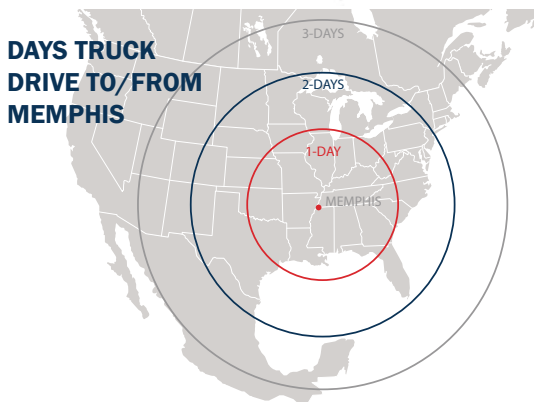 DAYS TRUCK
DRIVE TO/FROM
MEMPHIS
3-DAYS
2-DAYS
1-DAY
MEMPHIS